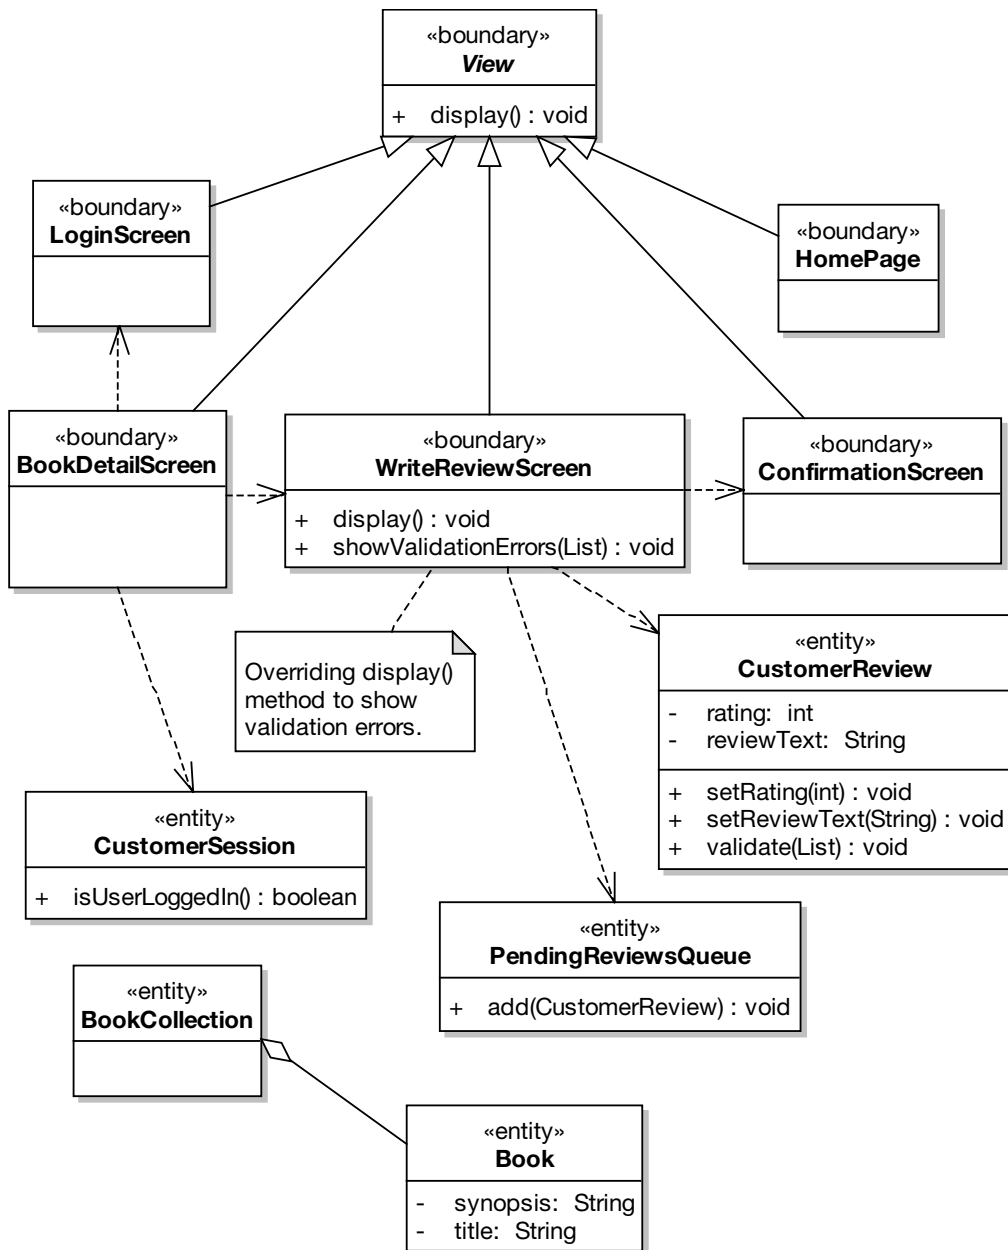 «boundary»
View
+ display() : void
«boundary»
LoginScreen
«boundary»
HomePage
«boundary»
BookDetailScreen
«boundary»
WriteReviewScreen
+ display() : void
+ showValidationErrors(List) : void
«boundary»
ConfirmationScreen
Overriding display()
method to show
validation errors.
«entity»
CustomerReview
- rating: int
- reviewText: String
+ setRating(int) : void
+ setReviewText(String) : void
+ validate(List) : void
«entity»
CustomerSession
+ isUserLoggedIn() : boolean
«entity»
PendingReviewsQueue
+ add(CustomerReview) : void
«entity»
BookCollection
«entity»
Book
- synopsis: String
- title: String